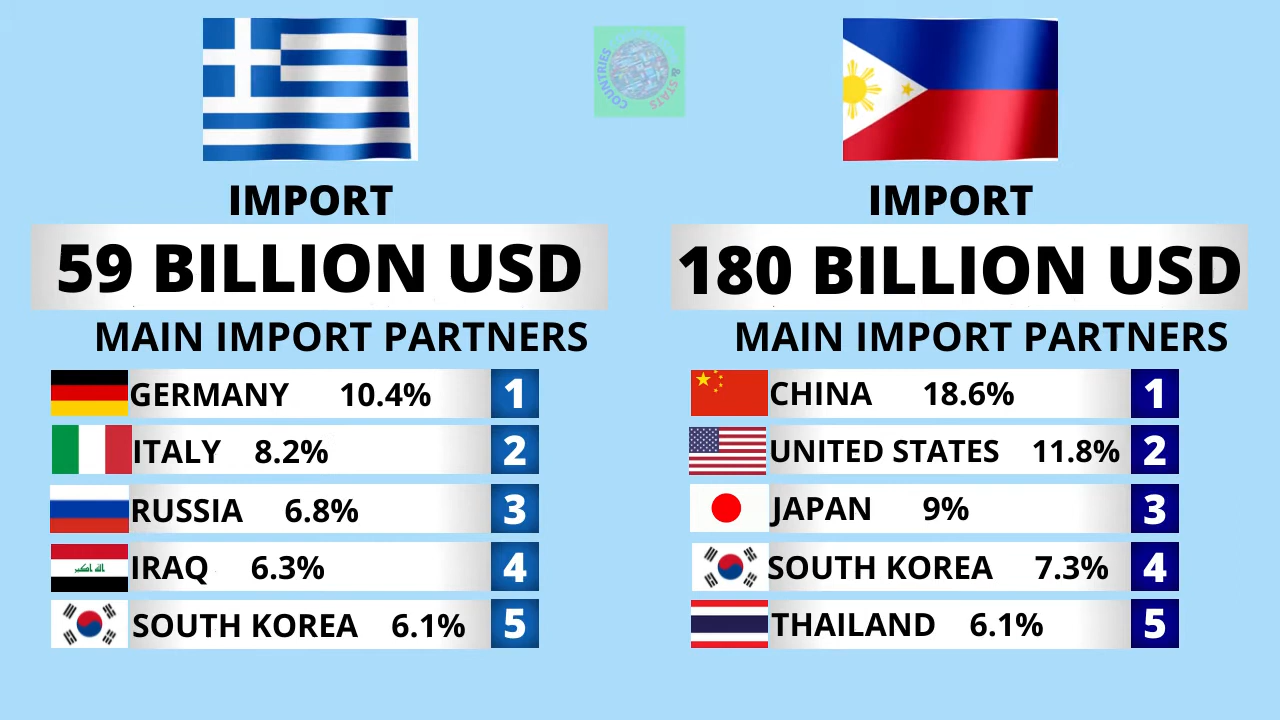 COUNTRIES & STATS
IMPORT
59 BILLION USD
MAIN IMPORT PARTNERS
GERMANY 10.4% 1
ITALY 8.2% 2
RUSSIA 6.8% 3
IRAQ 6.3% 4
SOUTH KOREA 6.1% 5
IMPORT
180 BILLION USD
MAIN IMPORT PARTNERS
CHINA 18.6% 1
UNITED STATES 11.8% 2
JAPAN 9% 3
SOUTH KOREA 7.3% 4
THAILAND 6.1% 5